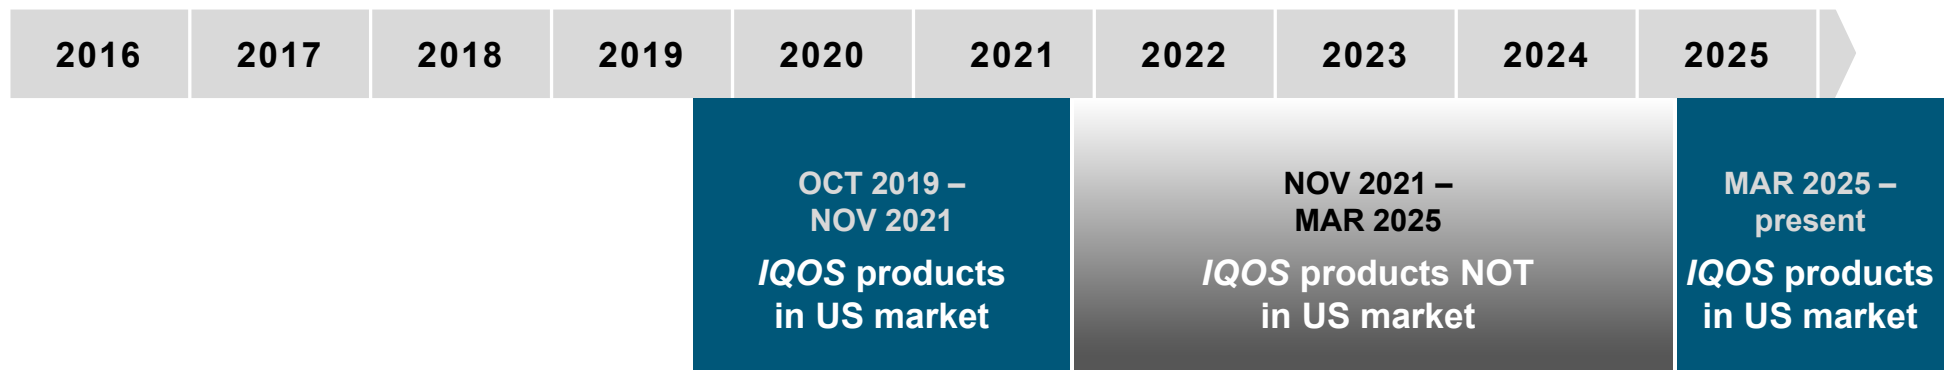 2016 2017 2018 2019 2020 2021 2022 2023 2024 2025
OCT 2019 –
NOV 2021
IQOS products
in US market
NOV 2021 –
MAR 2025
IQOS products NOT
in US market
MAR 2025 –
present
IQOS products
in US market